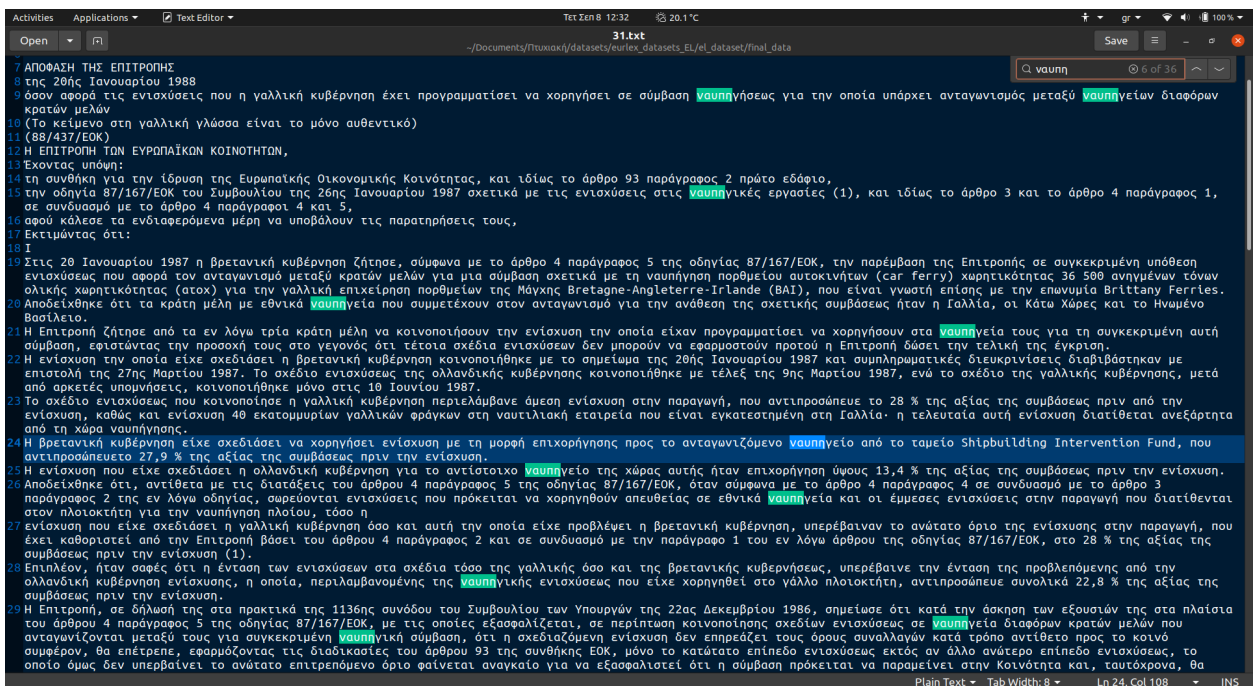 Activities Applications Text Editor Τετ Σεπ 8 12:32 20.1 °C gr 100 %
Open 31.txt Save
~/Documents/Πτυχιακή/datasets/eurlex_datasets_EL/el_dataset/final_data
ναυπη 6 of 36
7 ΑΠΟΦΑΣΗ ΤΗΣ ΕΠΙΤΡΟΠΗΣ
8 της 20ής Ιανουαρίου 1988
9 όσον αφορά τις ενισχύσεις που η γαλλική κυβέρνηση έχει προγραμματίσει να χορηγήσει σε σύμβαση ναυπηγήσεως για την οποία υπάρχει ανταγωνισμός μεταξύ ναυπηγείων διαφόρων
κρατών μελών
10 (Το κείμενο στη γαλλική γλώσσα είναι το μόνο αυθεντικό)
11 (88/437/ΕΟΚ)
12 Η ΕΠΙΤΡΟΠΗ ΤΩΝ ΕΥΡΩΠΑΪΚΩΝ ΚΟΙΝΟΤΗΤΩΝ,
13 Έχοντας υπόψη:
14 τη συνθήκη για την ίδρυση της Ευρωπαϊκής Οικονομικής Κοινότητας, και ιδίως το άρθρο 93 παράγραφος 2 πρώτο εδάφιο,
15 την οδηγία 87/167/ΕΟΚ του Συμβουλίου της 26ης Ιανουαρίου 1987 σχετικά με τις ενισχύσεις στις ναυπηγικές εργασίες (1), και ιδίως το άρθρο 3 και το άρθρο 4 παράγραφος 1,
σε συνδυασμό με το άρθρο 4 παράγραφοι 4 και 5,
16 αφού κάλεσε τα ενδιαφερόμενα μέρη να υποβάλουν τις παρατηρήσεις τους,
17 Εκτιμώντας ότι:
18 Ι
19 Στις 20 Ιανουαρίου 1987 η βρετανική κυβέρνηση ζήτησε, σύμφωνα με το άρθρο 4 παράγραφος 5 της οδηγίας 87/167/ΕΟΚ, την παρέμβαση της Επιτροπής σε συγκεκριμένη υπόθεση
ενισχύσεως που αφορά τον ανταγωνισμό μεταξύ κρατών μελών για μια σύμβαση σχετικά με τη ναυπήγηση πορθμείου αυτοκινήτων (car ferry) χωρητικότητας 36 500 ανηγμένων τόνων
ολικής χωρητικότητας (ατοχ) για την γαλλική επιχείρηση πορθμείων της Μάγχης Bretagne-Angleterre-Irlande (BAI), που είναι γνωστή επίσης με την επωνυμία Brittany Ferries.
20 Αποδείχθηκε ότι τα κράτη μέλη με εθνικά ναυπηγεία που συμμετέχουν στον ανταγωνισμό για την ανάθεση της σχετικής συμβάσεως ήταν η Γαλλία, οι Κάτω Χώρες και το Ηνωμένο
Βασίλειο.
21 Η Επιτροπή ζήτησε από τα εν λόγω τρία κράτη μέλη να κοινοποιήσουν την ενίσχυση την οποία είχαν προγραμματίσει να χορηγήσουν στα ναυπηγεία τους για τη συγκεκριμένη αυτή
σύμβαση, εφιστώντας την προσοχή τους στο γεγονός ότι τέτοια σχέδια ενισχύσεων δεν μπορούν να εφαρμοστούν προτού η Επιτροπή δώσει την τελική της έγκριση.
22 Η ενίσχυση την οποία είχε σχεδιάσει η βρετανική κυβέρνηση κοινοποιήθηκε με το σημείωμα της 20ής Ιανουαρίου 1987 και συμπληρωματικές διευκρινίσεις διαβιβάστηκαν με
επιστολή της 27ης Μαρτίου 1987. Το σχέδιο ενισχύσεως της ολλανδικής κυβέρνησης κοινοποιήθηκε με τέλεξ της 9ης Μαρτίου 1987, ενώ το σχέδιο της γαλλικής κυβέρνησης, μετά
από αρκετές υπομνήσεις, κοινοποιήθηκε μόνο στις 10 Ιουνίου 1987.
23 Το σχέδιο ενισχύσεως που κοινοποίησε η γαλλική κυβέρνηση περιελάμβανε άμεση ενίσχυση στην παραγωγή, που αντιπροσώπευε το 28 % της αξίας της συμβάσεως πριν από την
ενίσχυση, καθώς και ενίσχυση 40 εκατομμυρίων γαλλικών φράγκων στη ναυτιλιακή εταιρεία που είναι εγκατεστημένη στη Γαλλία· η τελευταία αυτή ενίσχυση διατίθεται ανεξάρτητα
από τη χώρα ναυπήγησης.
24 Η βρετανική κυβέρνηση είχε σχεδιάσει να χορηγήσει ενίσχυση με τη μορφή επιχορήγησης προς το ανταγωνιζόμενο ναυπηγείο από το ταμείο Shipbuilding Intervention Fund, που
αντιπροσώπευετο 27,9 % της αξίας της συμβάσεως πριν την ενίσχυση.
25 Η ενίσχυση που είχε σχεδιάσει η ολλανδική κυβέρνηση για το αντίστοιχο ναυπηγείο της χώρας αυτής ήταν επιχορήγηση ύψους 13,4 % της αξίας της συμβάσεως πριν την ενίσχυση.
26 Αποδείχθηκε ότι, αντίθετα με τις διατάξεις του άρθρου 4 παράγραφος 5 της οδηγίας 87/167/ΕΟΚ, όταν σύμφωνα με το άρθρο 4 παράγραφος 4 σε συνδυασμό με το άρθρο 3
παράγραφος 2 της εν λόγω οδηγίας, σωρεύονται ενισχύσεις που πρόκειται να χορηγηθούν απευθείας σε εθνικά ναυπηγεία και οι έμμεσες ενισχύσεις στην παραγωγή που διατίθενται
στον πλοιοκτήτη για την ναυπήγηση πλοίου, τόσο η
27 ενίσχυση που είχε σχεδιάσει η γαλλική κυβέρνηση όσο και αυτή την οποία είχε προβλέψει η βρετανική κυβέρνηση, υπερέβαιναν το ανώτατο όριο της ενίσχυσης στην παραγωγή, που
έχει καθοριστεί από την Επιτροπή βάσει του άρθρου 4 παράγραφος 2 και σε συνδυασμό με την παράγραφο 1 του εν λόγω άρθρου της οδηγίας 87/167/ΕΟΚ, στο 28 % της αξίας της
συμβάσεως πριν την ενίσχυση (1).
28 Επιπλέον, ήταν σαφές ότι η ένταση των ενισχύσεων στα σχέδια τόσο της γαλλικής όσο και της βρετανικής κυβερνήσεως, υπερέβαινε την ένταση της προβλεπόμενης από την
ολλανδική κυβέρνηση ενίσχυσης, η οποία, περιλαμβανομένης της ναυπηγικής ενισχύσεως που είχε χορηγηθεί στο γάλλο πλοιοκτήτη, αντιπροσώπευε συνολικά 22,8 % της αξίας της
συμβάσεως πριν την ενίσχυση.
29 Η Επιτροπή, σε δήλωσή της στα πρακτικά της 1136ης συνόδου του Συμβουλίου των Υπουργών της 22ας Δεκεμβρίου 1986, σημείωσε ότι κατά την άσκηση των εξουσιών της στα πλαίσια
του άρθρου 4 παράγραφος 5 της οδηγίας 87/167/ΕΟΚ, με τις οποίες εξασφαλίζεται, σε περίπτωση κοινοποίησης σχεδίων ενισχύσεως σε ναυπηγεία διαφόρων κρατών μελών που
ανταγωνίζονται μεταξύ τους για συγκεκριμένη ναυπηγική σύμβαση, ότι η σχεδιαζόμενη ενίσχυση δεν επηρεάζει τους όρους συναλλαγών κατά τρόπο αντίθετο προς το κοινό
συμφέρον, θα επέτρεπε, εφαρμόζοντας τις διαδικασίες του άρθρου 93 της συνθήκης ΕΟΚ, μόνο το κατώτατο επίπεδο ενισχύσεως εκτός αν άλλο ανώτερο επίπεδο ενισχύσεως, το
οποίο όμως δεν υπερβαίνει το ανώτατο επιτρεπόμενο όριο φαίνεται αναγκαίο για να εξασφαλιστεί ότι η σύμβαση πρόκειται να παραμείνει στην Κοινότητα και, ταυτόχρονα, θα
Plain Text Tab Width: 8 Ln 24, Col 108 INS